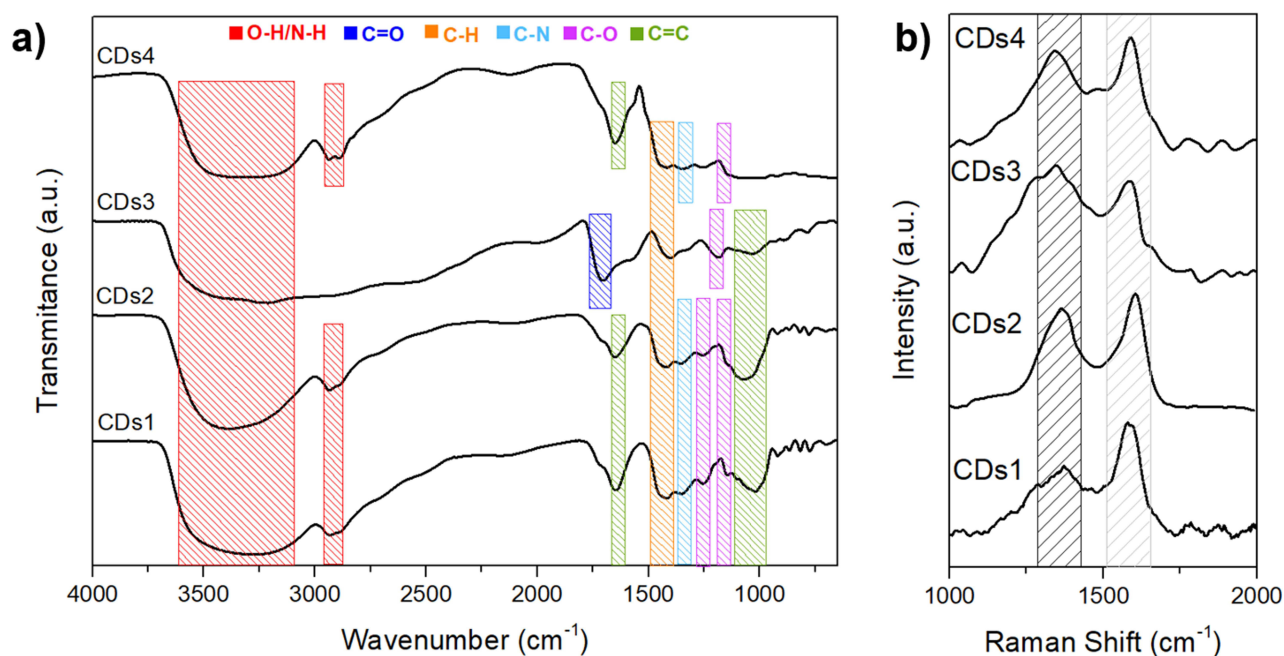 a)
O-H/N-H C=O C-H C-N C-O C=C
CDs4
CDs3
CDs2
CDs1
Transmitance (a.u.)
4000 3500 3000 2500 2000 1500 1000
Wavenumber (cm⁻¹)
b)
CDs4
CDs3
CDs2
CDs1
Intensity (a.u.)
1000 1500 2000
Raman Shift (cm⁻¹)